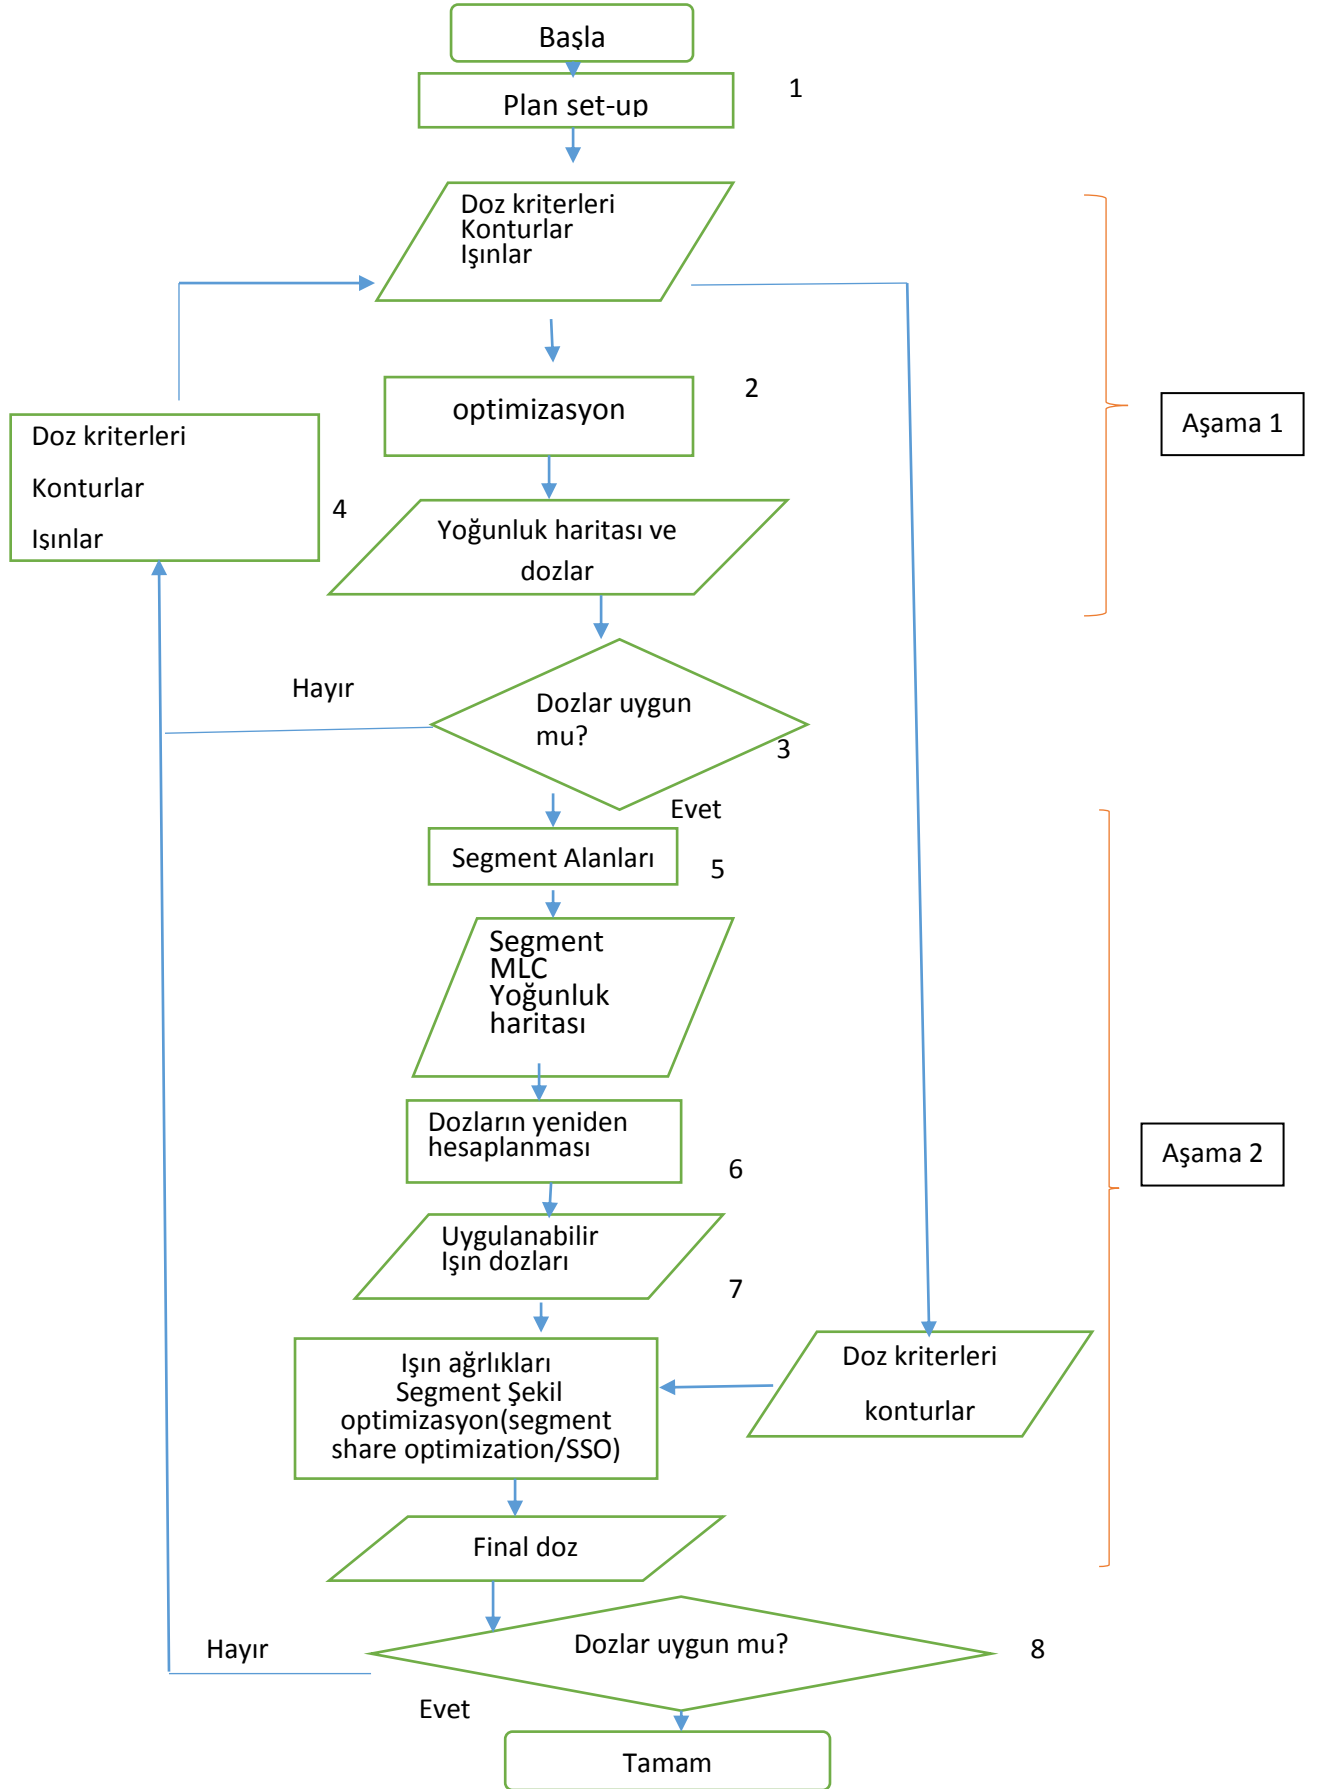 Başla
1
Plan set-up
Doz kriterleri
Konturlar
Işınlar
2
optimizasyon
Aşama 1
Doz kriterleri
Konturlar
Işınlar
4
Yoğunluk haritası ve
dozlar
Hayır
Dozlar uygun
mu?
3
Evet
Segment Alanları
5
Segment
MLC
Yoğunluk
haritası
Dozların yeniden
hesaplanması
6
Aşama 2
Uygulanabilir
Işın dozları
7
Işın ağrlıkları
Segment Şekil
optimizasyon(segment
share optimization/SSO)
Doz kriterleri
konturlar
Final doz
Hayır
Dozlar uygun mu?
8
Evet
Tamam